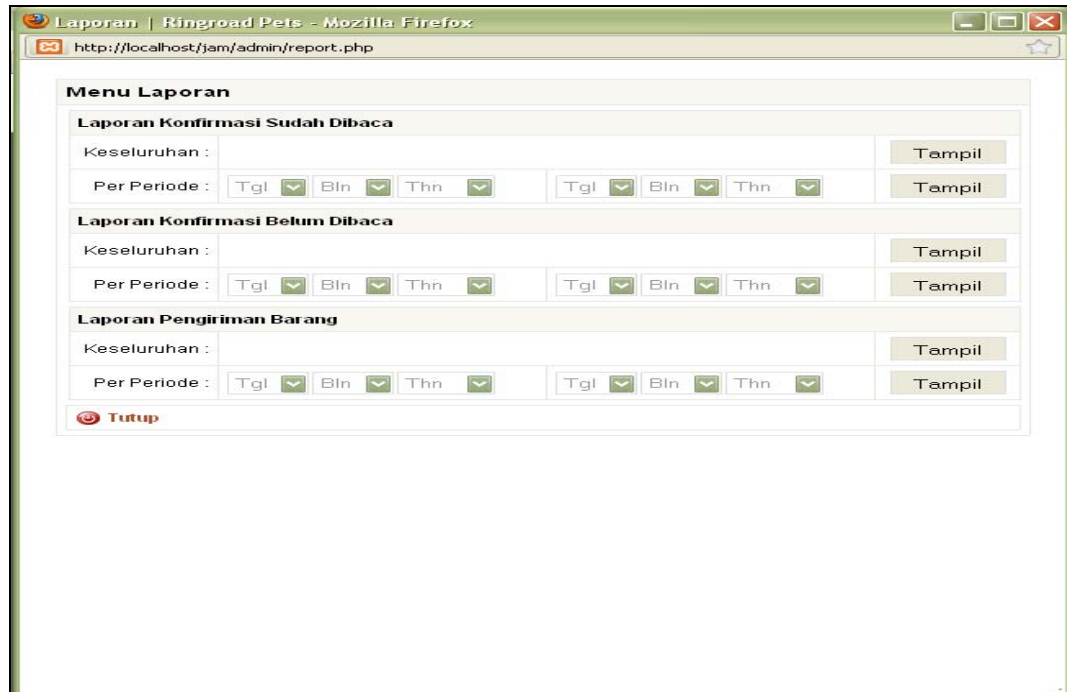 Laporan | Ringroad Pets - Mozilla Firefox
http://localhost/jam/admin/report.php
Menu Laporan
Laporan Konfirmasi Sudah Dibaca
Keseluruhan : Tampil
Per Periode : Tgl Bln Thn Tgl Bln Thn Tampil
Laporan Konfirmasi Belum Dibaca
Keseluruhan : Tampil
Per Periode : Tgl Bln Thn Tgl Bln Thn Tampil
Laporan Pengiriman Barang
Keseluruhan : Tampil
Per Periode : Tgl Bln Thn Tgl Bln Thn Tampil
Tutup